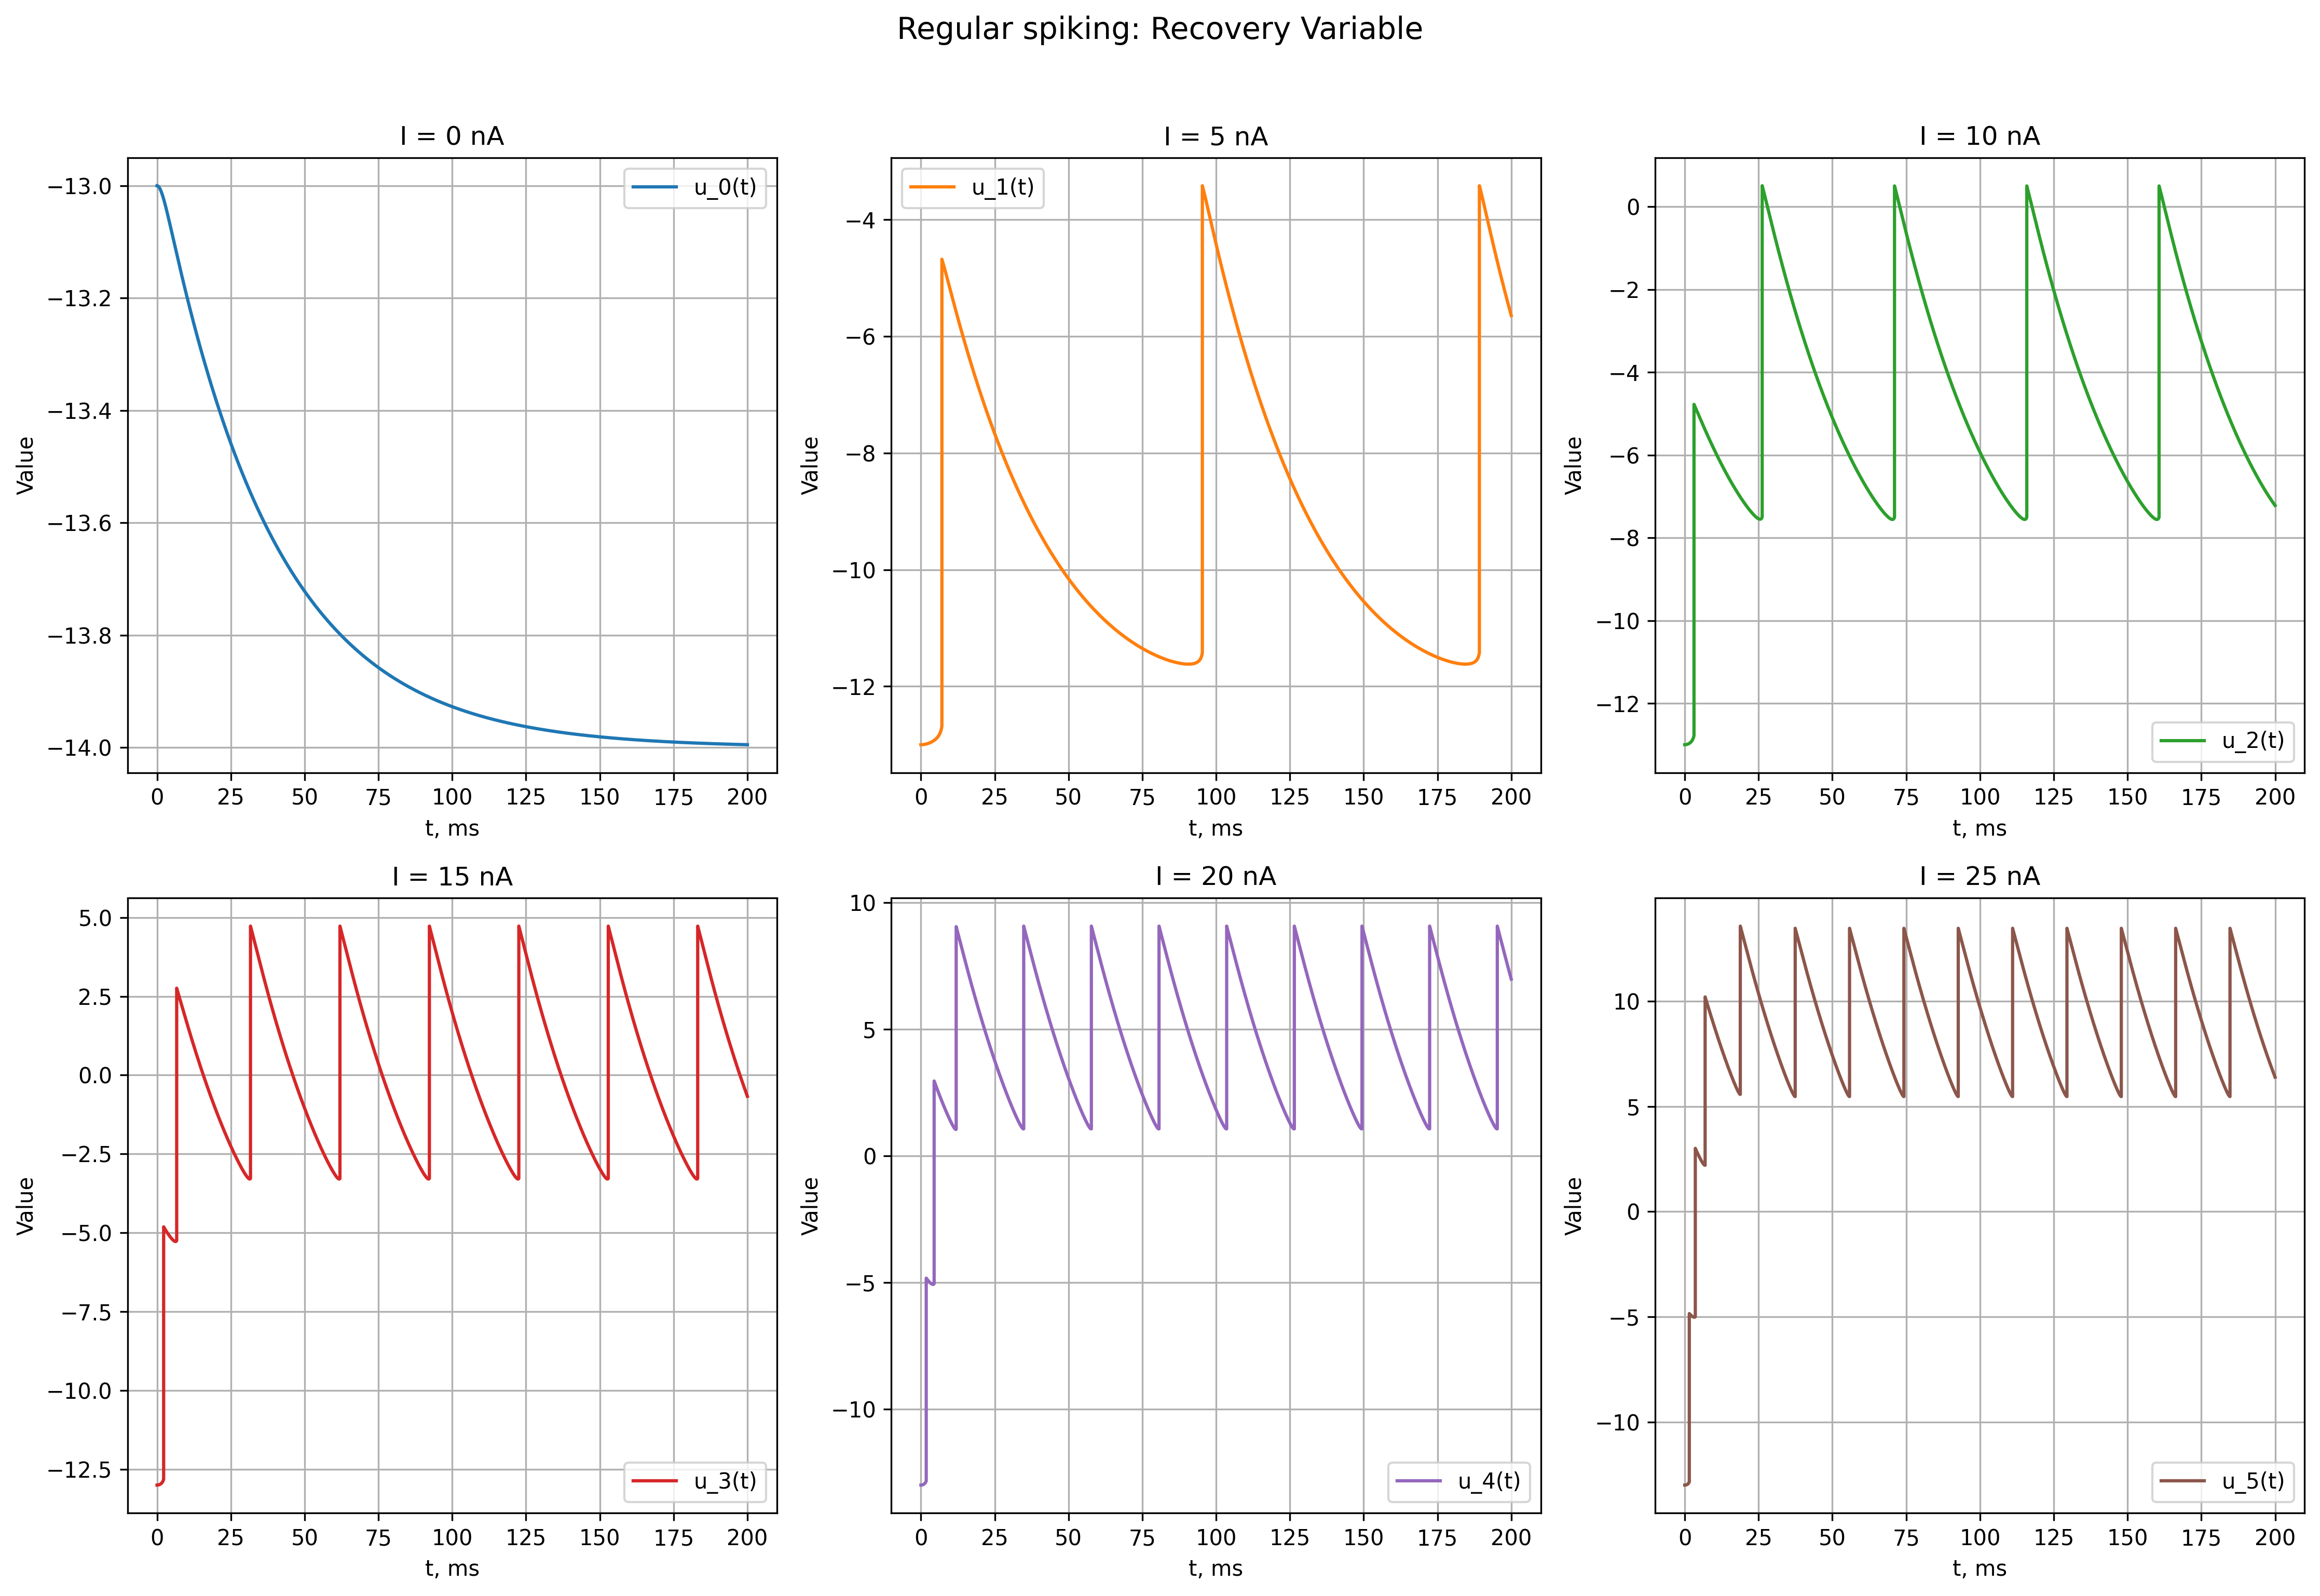 Regular spiking: Recovery Variable
I = 0 nA
u_0(t)
−13.0
−13.2
−13.4
−13.6
−13.8
−14.0
Value
0 25 50 75 100 125 150 175 200
t, ms
I = 5 nA
u_1(t)
−4
−6
−8
−10
−12
Value
0 25 50 75 100 125 150 175 200
t, ms
I = 10 nA
0
−2
−4
−6
−8
−10
−12
Value
u_2(t)
0 25 50 75 100 125 150 175 200
t, ms
I = 15 nA
5.0
2.5
0.0
−2.5
−5.0
−7.5
−10.0
−12.5
Value
u_3(t)
0 25 50 75 100 125 150 175 200
t, ms
I = 20 nA
10
5
0
−5
−10
Value
u_4(t)
0 25 50 75 100 125 150 175 200
t, ms
I = 25 nA
10
5
0
−5
−10
Value
u_5(t)
0 25 50 75 100 125 150 175 200
t, ms